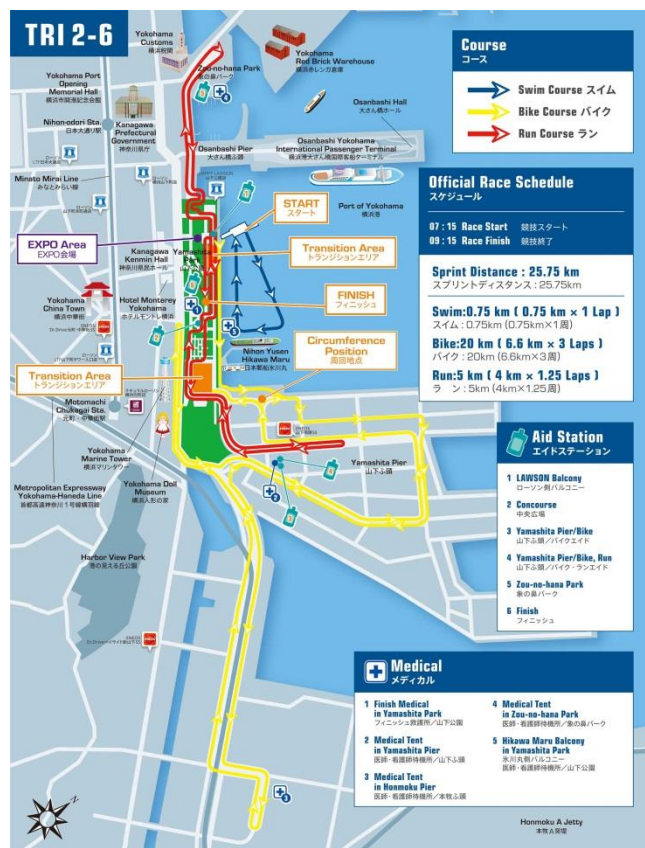 TRI 2-6
Yokohama
Customs
横浜税関
Yokohama
Red Brick Warehouse
横浜赤レンガ倉庫
Zou-no-hana Park
象の鼻パーク
4
Yokohama Port
Opening
Memorial Hall
横浜市開港記念会館
Osanbashi Hall
大さん橋ホール
Nihon-odori Sta.
日本大通り駅
Kanagawa
Prefectural
Government
神奈川県庁
Osanbashi Pier
大さん橋ふ頭
Osanbashi Yokohama
International Passenger Terminal
横浜港大さん橋国際客船ターミナル
Minato Mirai Line
みなとみらい線
START
スタート
Port of Yokohama
横浜港
EXPO Area
EXPO会場
Kanagawa
Kenmin Hall
神奈川県民ホール
Yamashita
Park
山下公園
Transition Area
トランジションエリア
Hotel Monterey
Yokohama
ホテルモントレ横浜
FINISH
フィニッシュ
1
5
Yokohama
China Town
横浜中華街
Nihon Yusen
Hikawa Maru
日本郵船氷川丸
Circumference
Position
周回地点
Transition Area
トランジションエリア
Motomachi
Chukagai Sta.
元町・中華街駅
Yokohama
Marine Tower
横浜マリンタワー
Yamashita Pier
山下ふ頭
2
Metropolitan Expressway
Yokohama-Haneda Line
首都高速神奈川1号線横羽線
Yokohama Doll
Museum
横浜人形の家
Harbor View Park
港の見える丘公園
3
Honmoku A Jetty
本牧A突堤
N
Course
コース
Swim Course スイム
Bike Course バイク
Run Course ラン
Official Race Schedule
スケジュール
07 : 15 Race Start 競技スタート
09 : 15 Race Finish 競技終了
Sprint Distance : 25.75 km
スプリントディスタンス : 25.75km
Swim:0.75 km ( 0.75 km × 1 Lap )
スイム : 0.75km (0.75km×1周)
Bike:20 km ( 6.6 km × 3 Laps )
バイク : 20km (6.6km×3周)
Run:5 km ( 4 km × 1.25 Laps )
ラ ン : 5km (4km×1.25周)
Aid Station
エイドステーション
1 LAWSON Balcony
ローソン側バルコニー
2 Concourse
中央広場
3 Yamashita Pier/Bike
山下ふ頭/バイクエイド
4 Yamashita Pier/Bike, Run
山下ふ頭/バイク・ランエイド
5 Zou-no-hana Park
象の鼻パーク
6 Finish
フィニッシュ
Medical
メディカル
1 Finish Medical
in Yamashita Park
フィニッシュ救護所/山下公園
2 Medical Tent
in Yamashita Pier
医師・看護師待機所/山下ふ頭
3 Medical Tent
in Honmoku Pier
医師・看護師待機所/本牧ふ頭
4 Medical Tent
in Zou-no-hana Park
医師・看護師待機所/象の鼻パーク
5 Hikawa Maru Balcony
in Yamashita Park
氷川丸側バルコニー
医師・看護師待機所/山下公園